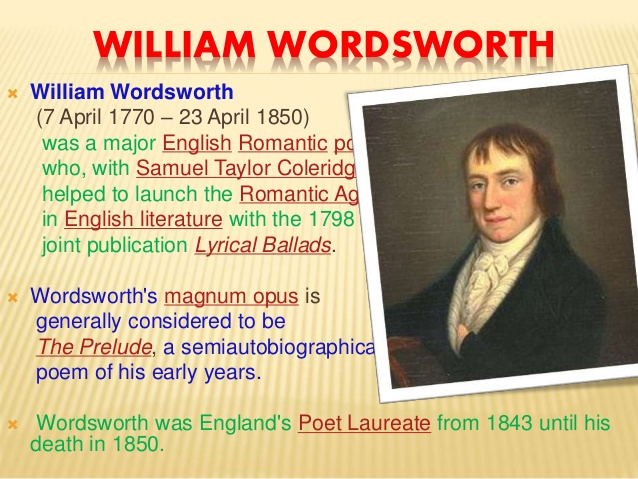 WILLIAM WORDSWORTH
William Wordsworth
(7 April 1770 – 23 April 1850)
was a major English Romantic po
who, with Samuel Taylor Coleridg
helped to launch the Romantic Ag
in English literature with the 1798
joint publication Lyrical Ballads.
Wordsworth's magnum opus is
generally considered to be
The Prelude, a semiautobiographica
poem of his early years.
Wordsworth was England's Poet Laureate from 1843 until his
death in 1850.